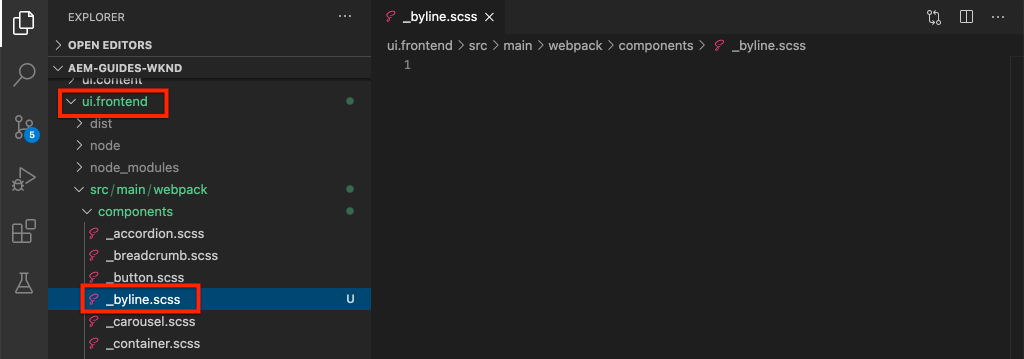 EXPLORER
OPEN EDITORS
AEM-GUIDES-WKND
ui.content
ui.frontend
dist
node
node_modules
src/main/webpack
components
_accordion.scss
_breadcrumb.scss
_button.scss
_byline.scss U
_carousel.scss
_container.scss
5
_byline.scss
ui.frontend > src > main > webpack > components > _byline.scss
1